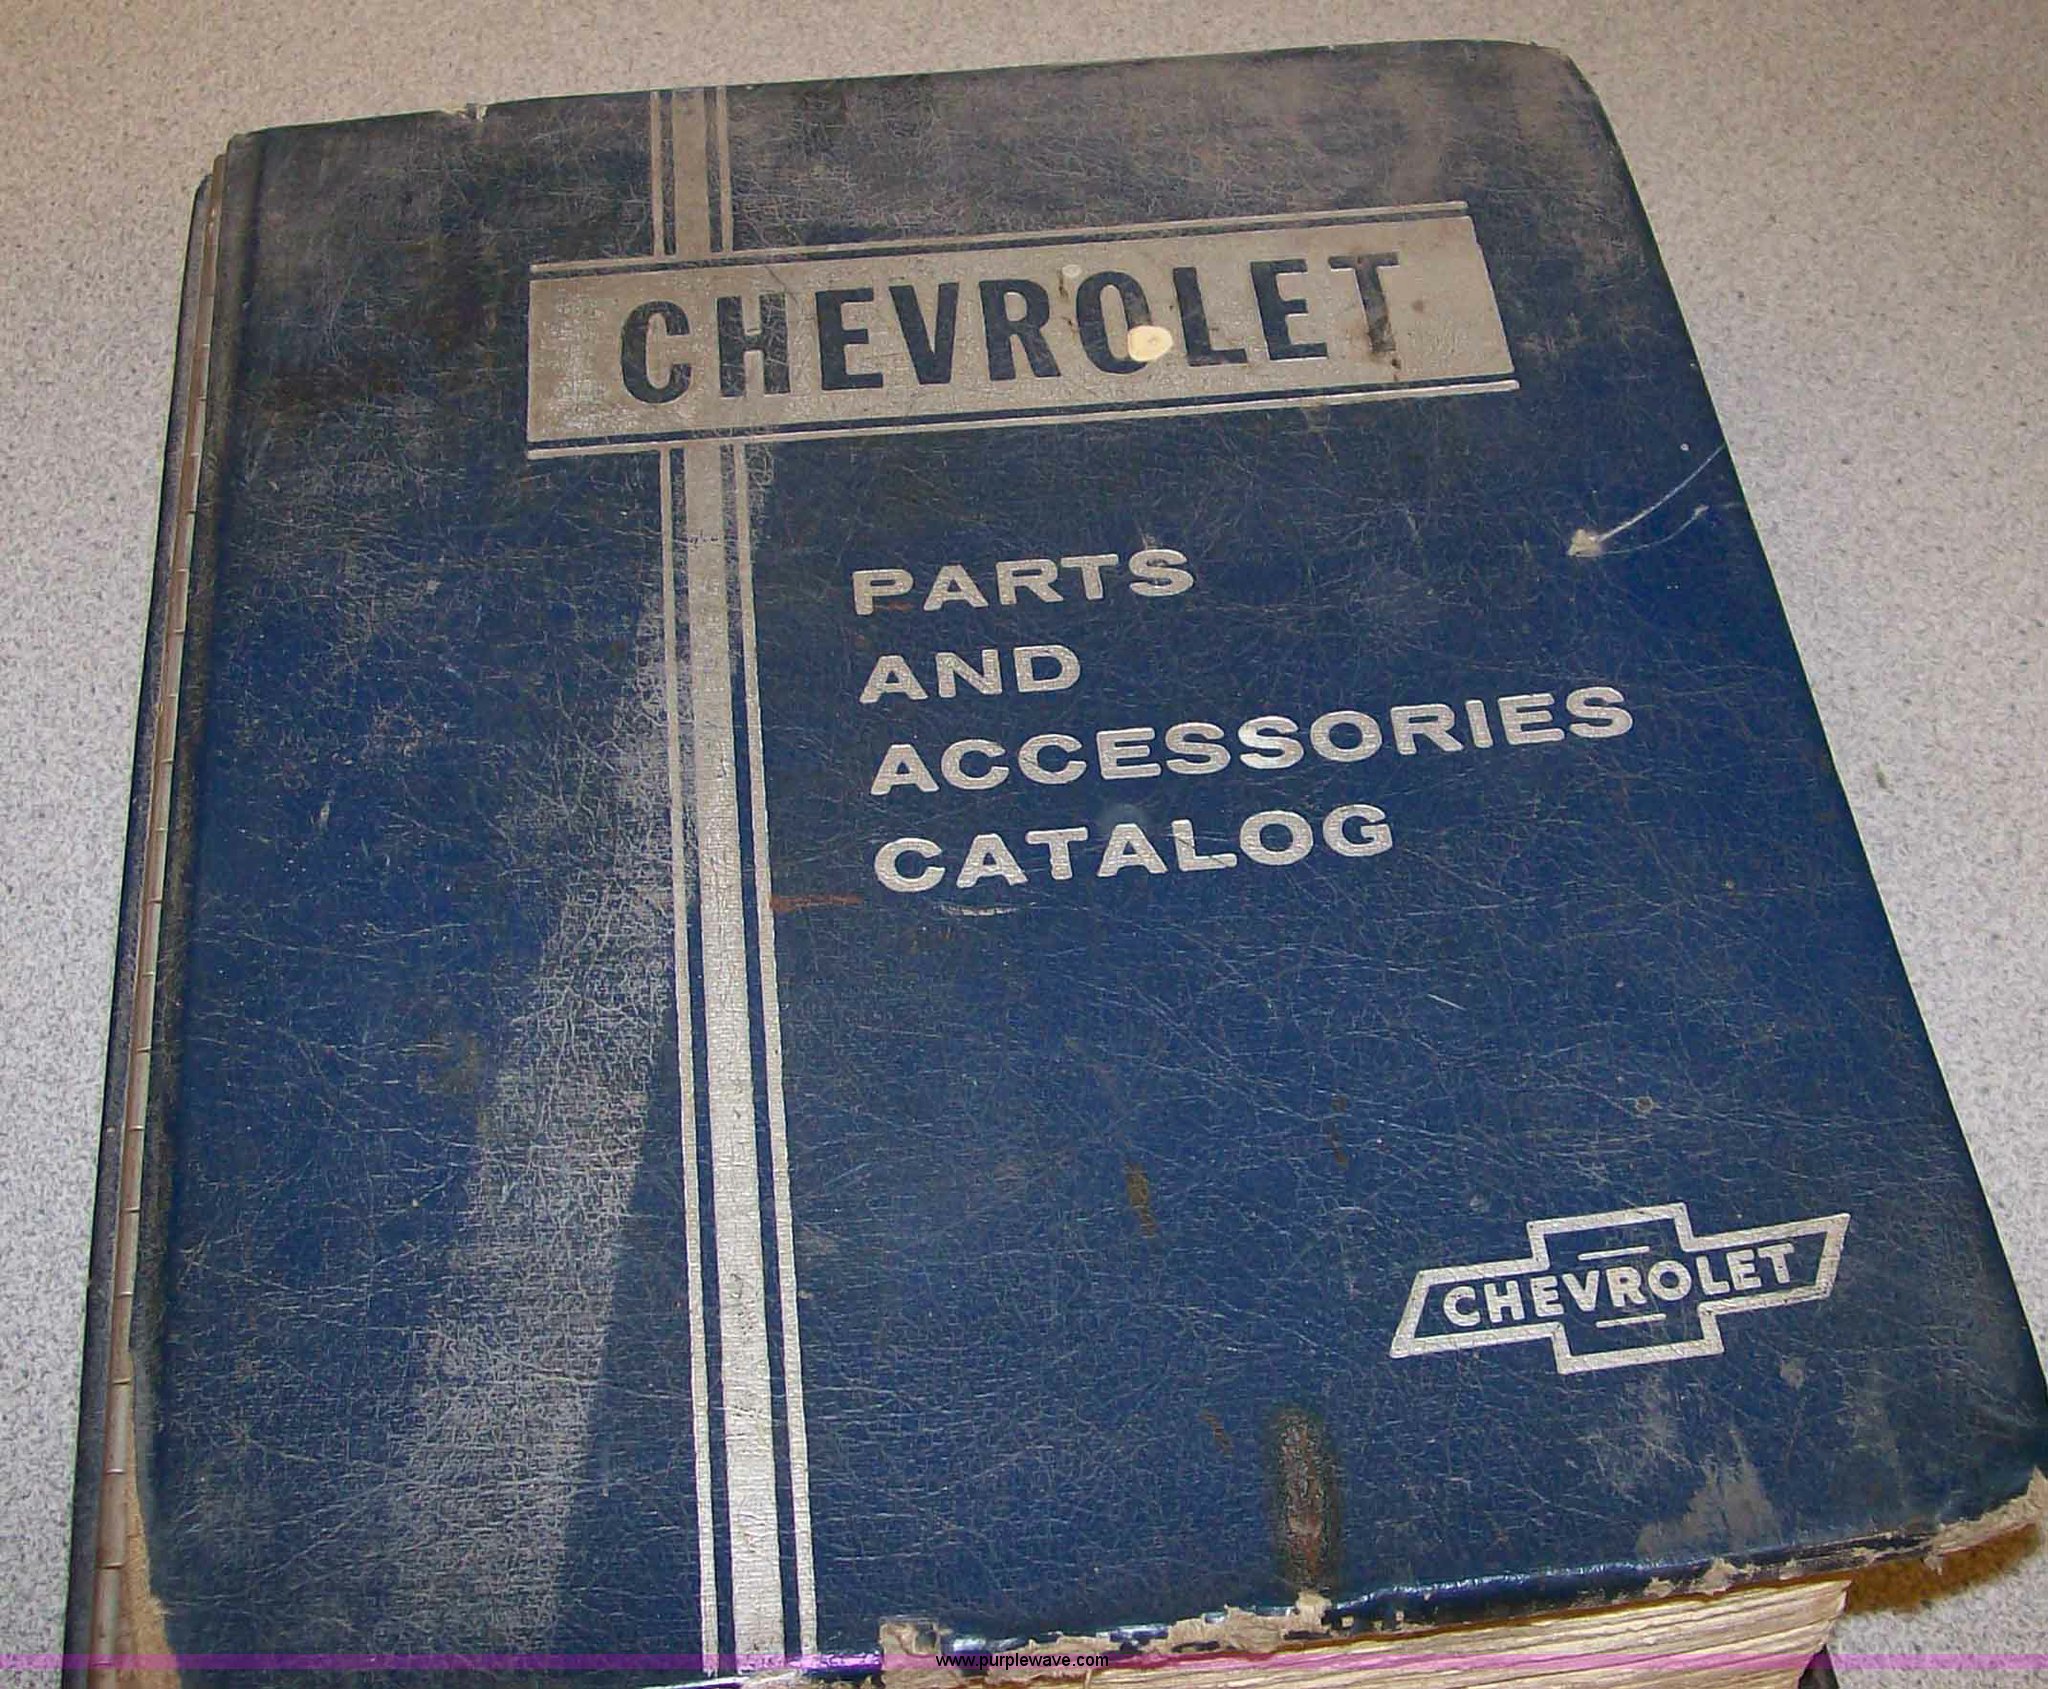 CHEVROLET
PARTS
AND
ACCESSORIES
CATALOG
CHEVROLET
www.purplewave.com